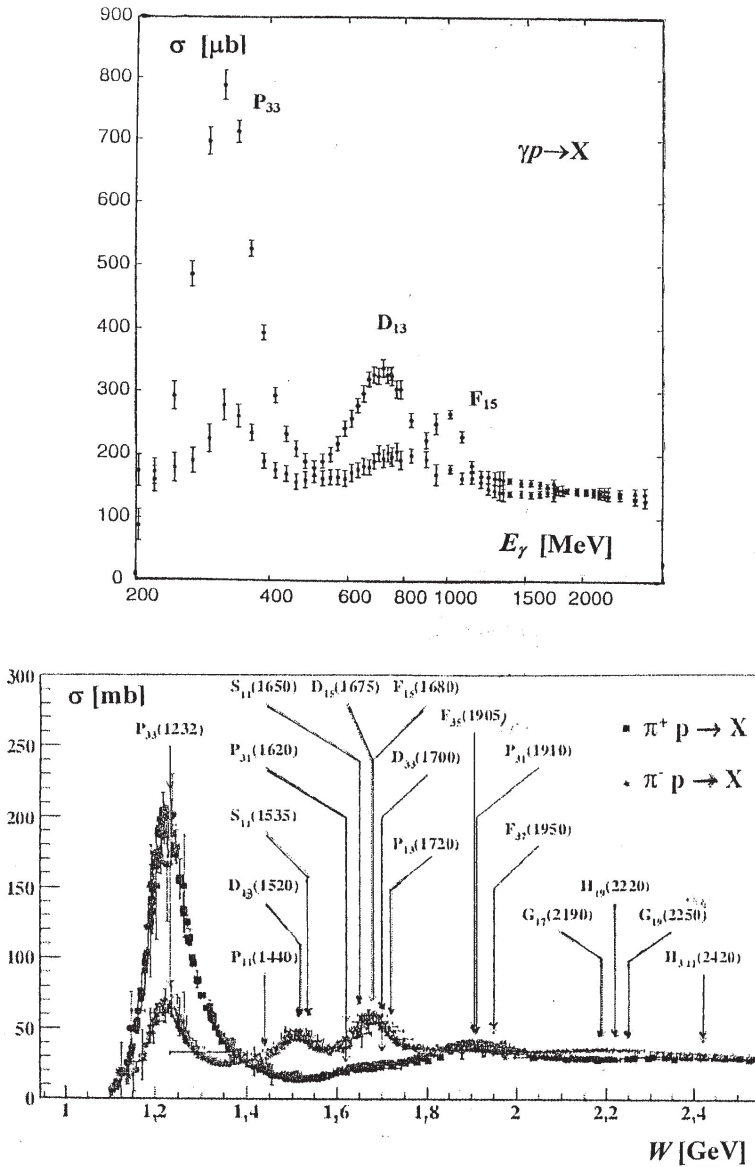 900
σ [μb]
800
P33
700
γp→X
600
500
400
D13
300
F15
200
100
Eγ [MeV]
0
200 400 600 800 1000 1500 2000
300
σ [mb]
S11(1650) D15(1675) F15(1680)
F35(1905)
P33(1232)
250
P31(1620) D33(1700) P31(1910)
π+ p → X
π- p → X
200
S11(1535) P13(1720) F37(1950)
150
D13(1520) H19(2220)
G17(2190) G19(2250)
100
P11(1440) H3,11(2420)
50
0
1 1,2 1,4 1,6 1,8 2 2,2 2,4
W [GeV]